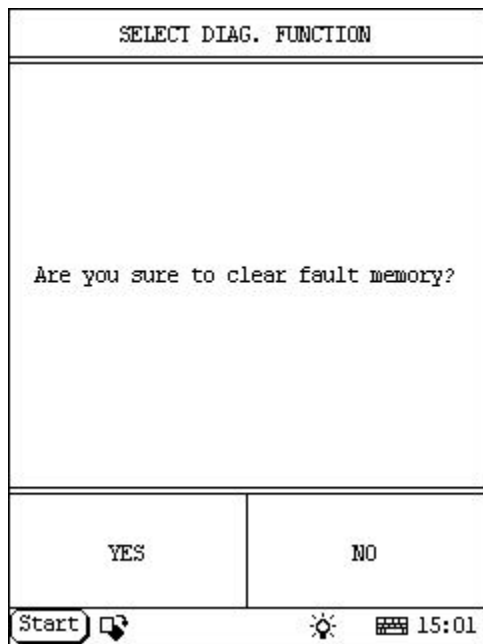 SELECT DIAG. FUNCTION
Are you sure to clear fault memory?
YES
NO
Start 15:01